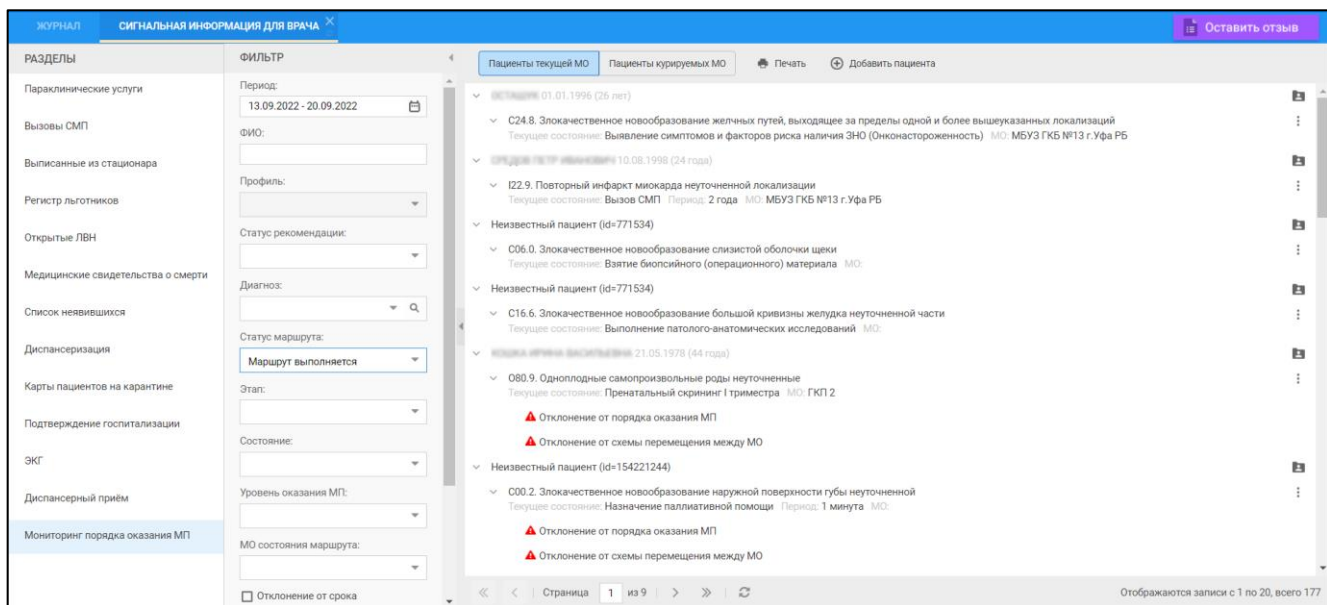 ЖУРНАЛ
СИГНАЛЬНАЯ ИНФОРМАЦИЯ ДЛЯ ВРАЧА
Оставить отзыв
РАЗДЕЛЫ
Параклинические услуги
Вызовы СМП
Выписанные из стационара
Регистр льготников
Открытые ЛВН
Медицинские свидетельства о смерти
Список неявившихся
Диспансеризация
Карты пациентов на карантине
Подтверждение госпитализации
ЭКГ
Диспансерный приём
Мониторинг порядка оказания МП
ФИЛЬТР
Период:
13.09.2022 - 20.09.2022
ФИО:
Профиль:
Статус рекомендации:
Диагноз:
Статус маршрута:
Маршрут выполняется
Этап:
Состояние:
Уровень оказания МП:
МО состояния маршрута:
Отклонение от срока
Пациенты текущей МО
Пациенты курируемых МО
Печать
Добавить пациента
01.01.1996 (26 лет)
C24.8. Злокачественное новообразование желчных путей, выходящее за пределы одной и более вышеуказанных локализаций
Текущее состояние: Выявление симптомов и факторов риска наличия ЗНО (Онконастороженность) МО: МБУЗ ГКБ №13 г.Уфа РБ
10.08.1998 (24 года)
I22.9. Повторный инфаркт миокарда неуточненной локализации
Текущее состояние: Вызов СМП Период: 2 года МО: МБУЗ ГКБ №13 г.Уфа РБ
Неизвестный пациент (id=771534)
C06.0. Злокачественное новообразование слизистой оболочки щеки
Текущее состояние: Взятие биопсийного (операционного) материала МО:
Неизвестный пациент (id=771534)
C16.6. Злокачественное новообразование большой кривизны желудка неуточненной части
Текущее состояние: Выполнение патолого-анатомических исследований МО:
21.05.1978 (44 года)
O80.9. Одноплодные самопроизвольные роды неуточненные
Текущее состояние: Пренатальный скрининг I триместра МО: ГКП 2
Отклонение от порядка оказания МП
Отклонение от схемы перемещения между МО
Неизвестный пациент (id=154221244)
C00.2. Злокачественное новообразование наружной поверхности губы неуточненной
Текущее состояние: Назначение паллиативной помощи Период: 1 минута МО:
Отклонение от порядка оказания МП
Отклонение от схемы перемещения между МО
Страница 1 из 9
Отображаются записи с 1 по 20, всего 177